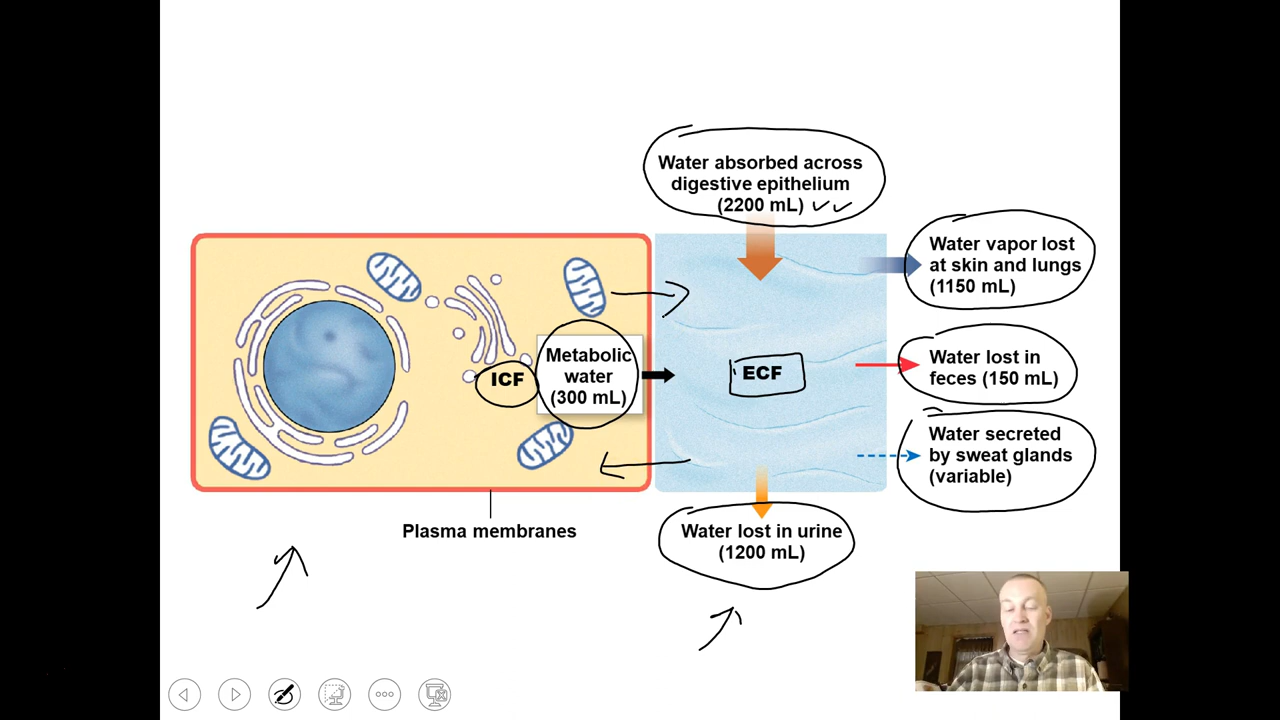 Water absorbed across
digestive epithelium
(2200 mL)
Water vapor lost
at skin and lungs
(1150 mL)
Metabolic
water
(300 mL)
ICF
ECF
Water lost in
feces (150 mL)
Water secreted
by sweat glands
(variable)
Plasma membranes
Water lost in urine
(1200 mL)